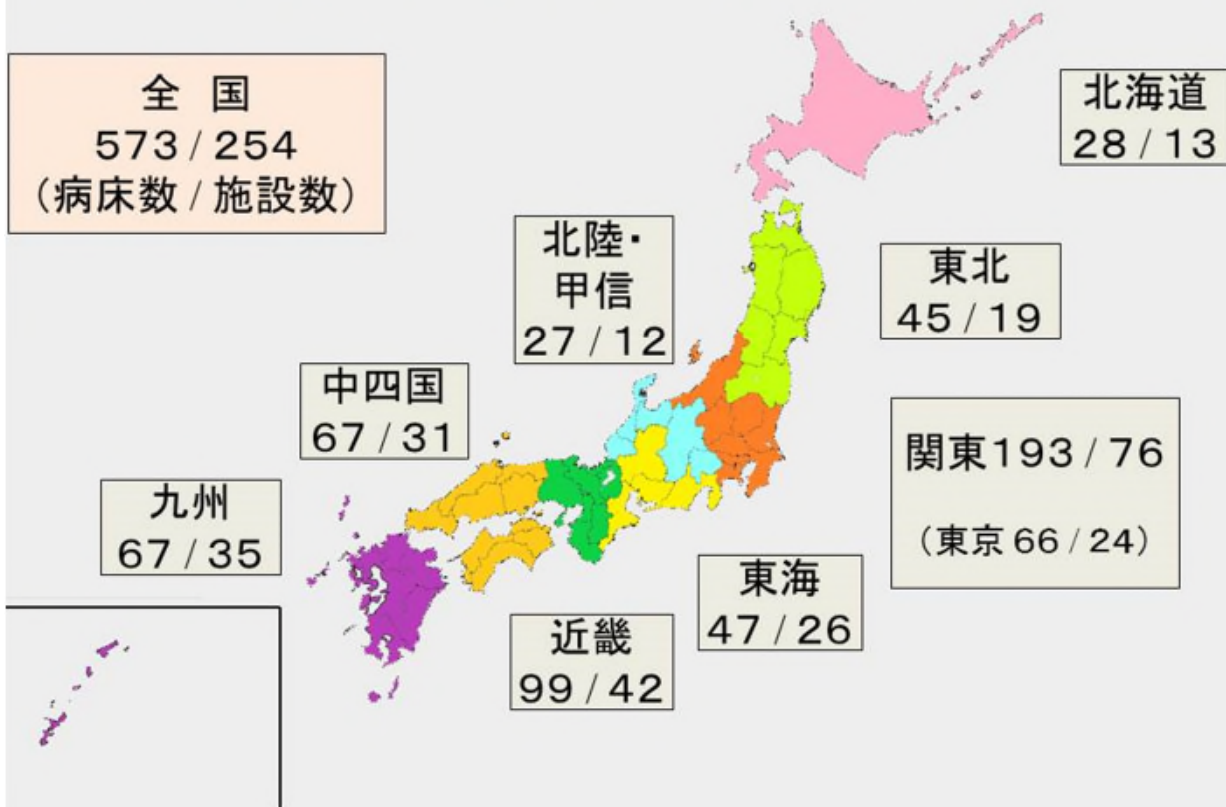 全 国
573 / 254
（病床数 / 施設数）
北海道
28 / 13
北陸・
甲信
27 / 12
東北
45 / 19
中四国
67 / 31
関東193 / 76
（東京 66 / 24）
九州
67 / 35
東海
47 / 26
近畿
99 / 42